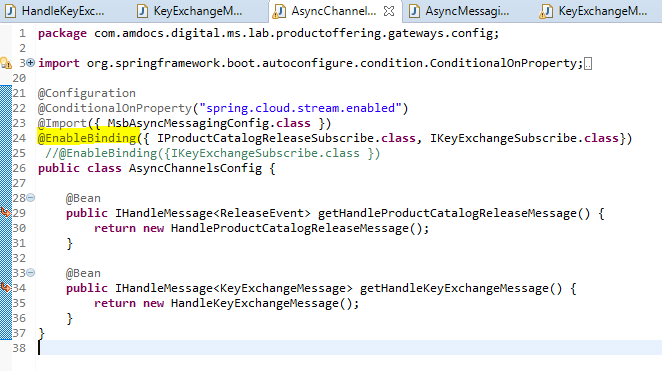 HandleKeyExc...
KeyExchangeM...
AsyncChannel...
AsyncMessagi...
KeyExchangeM...
1 package com.amdocs.digital.ms.lab.productoffering.gateways.config;
2
3 import org.springframework.boot.autoconfigure.condition.ConditionalOnProperty;
20
21 @Configuration
22 @ConditionalOnProperty("spring.cloud.stream.enabled")
23 @Import({ MsbAsyncMessagingConfig.class })
24 @EnableBinding({ IProductCatalogReleaseSubscribe.class, IKeyExchangeSubscribe.class})
25 //@EnableBinding({IKeyExchangeSubscribe.class })
26 public class AsyncChannelsConfig {
27
28 @Bean
29 public IHandleMessage<ReleaseEvent> getHandleProductCatalogReleaseMessage() {
30 return new HandleProductCatalogReleaseMessage();
31 }
32
33 @Bean
34 public IHandleMessage<KeyExchangeMessage> getHandleKeyExchangeMessage() {
35 return new HandleKeyExchangeMessage();
36 }
37 }
38